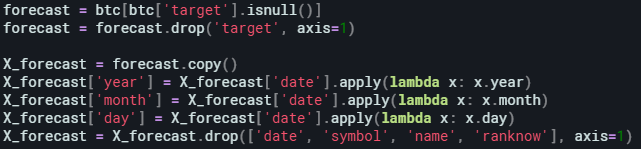 forecast = btc[btc['target'].isnull()]
forecast = forecast.drop('target', axis=1)
X_forecast = forecast.copy()
X_forecast['year'] = X_forecast['date'].apply(lambda x: x.year)
X_forecast['month'] = X_forecast['date'].apply(lambda x: x.month)
X_forecast['day'] = X_forecast['date'].apply(lambda x: x.day)
X_forecast = X_forecast.drop(['date', 'symbol', 'name', 'ranknow'], axis=1)